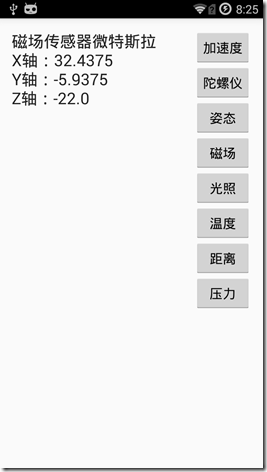 8:25
磁场传感器微特斯拉
X轴：32.4375
Y轴：-5.9375
Z轴：-22.0
加速度
陀螺仪
姿态
磁场
光照
温度
距离
压力